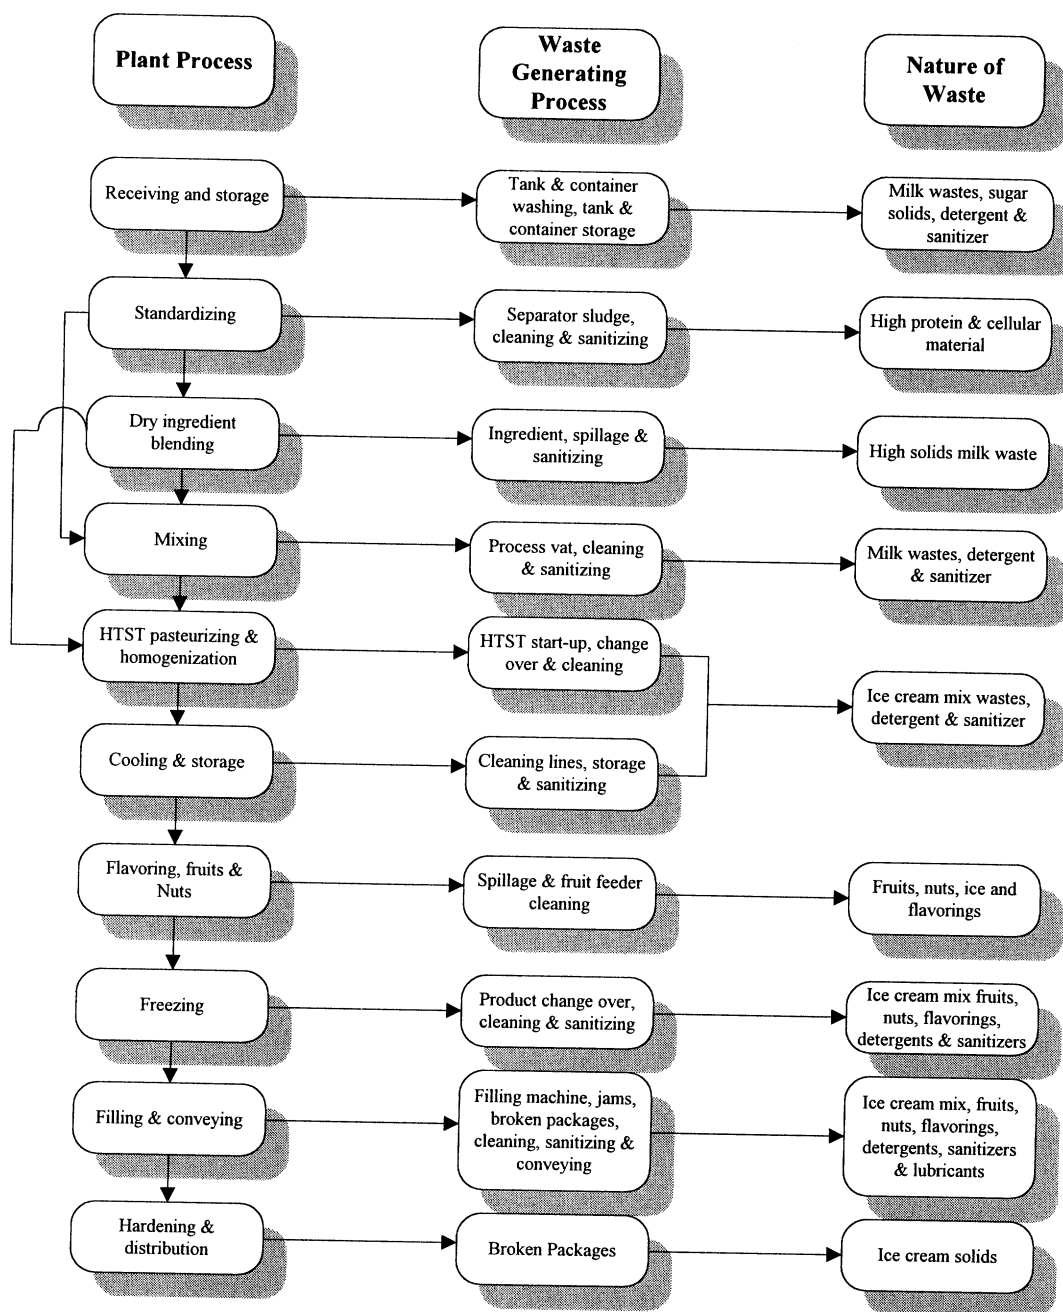 Plant Process
Waste
Generating
Process
Nature of
Waste
Receiving and storage
Tank & container
washing, tank &
container storage
Milk wastes, sugar
solids, detergent &
sanitizer
Standardizing
Separator sludge,
cleaning & sanitizing
High protein & cellular
material
Dry ingredient
blending
Ingredient, spillage &
sanitizing
High solids milk waste
Mixing
Process vat, cleaning
& sanitizing
Milk wastes, detergent
& sanitizer
HTST pasteurizing &
homogenization
HTST start-up, change
over & cleaning
Ice cream mix wastes,
detergent & sanitizer
Cooling & storage
Cleaning lines, storage
& sanitizing
Flavoring, fruits &
Nuts
Spillage & fruit feeder
cleaning
Fruits, nuts, ice and
flavorings
Freezing
Product change over,
cleaning & sanitizing
Ice cream mix fruits,
nuts, flavorings,
detergents & sanitizers
Filling & conveying
Filling machine, jams,
broken packages,
cleaning, sanitizing &
conveying
Ice cream mix, fruits,
nuts, flavorings,
detergents, sanitizers
& lubricants
Hardening &
distribution
Broken Packages
Ice cream solids